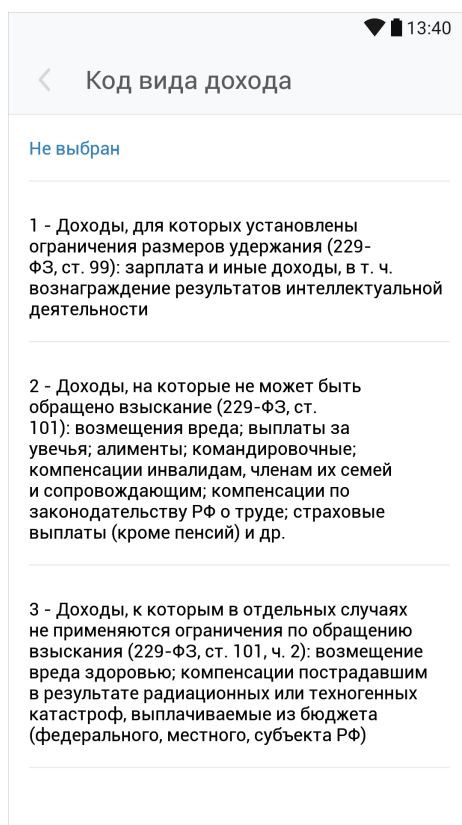 13:40
Код вида дохода
Не выбран
1 - Доходы, для которых установлены
ограничения размеров удержания (229-
ФЗ, ст. 99): зарплата и иные доходы, в т. ч.
вознаграждение результатов интеллектуальной
деятельности
2 - Доходы, на которые не может быть
обращено взыскание (229-ФЗ, ст.
101): возмещения вреда; выплаты за
увечья; алименты; командировочные;
компенсации инвалидам, членам их семей
и сопровождающим; компенсации по
законодательству РФ о труде; страховые
выплаты (кроме пенсий) и др.
3 - Доходы, к которым в отдельных случаях
не применяются ограничения по обращению
взыскания (229-ФЗ, ст. 101, ч. 2): возмещение
вреда здоровью; компенсации пострадавшим
в результате радиационных или техногенных
катастроф, выплачиваемые из бюджета
(федерального, местного, субъекта РФ)